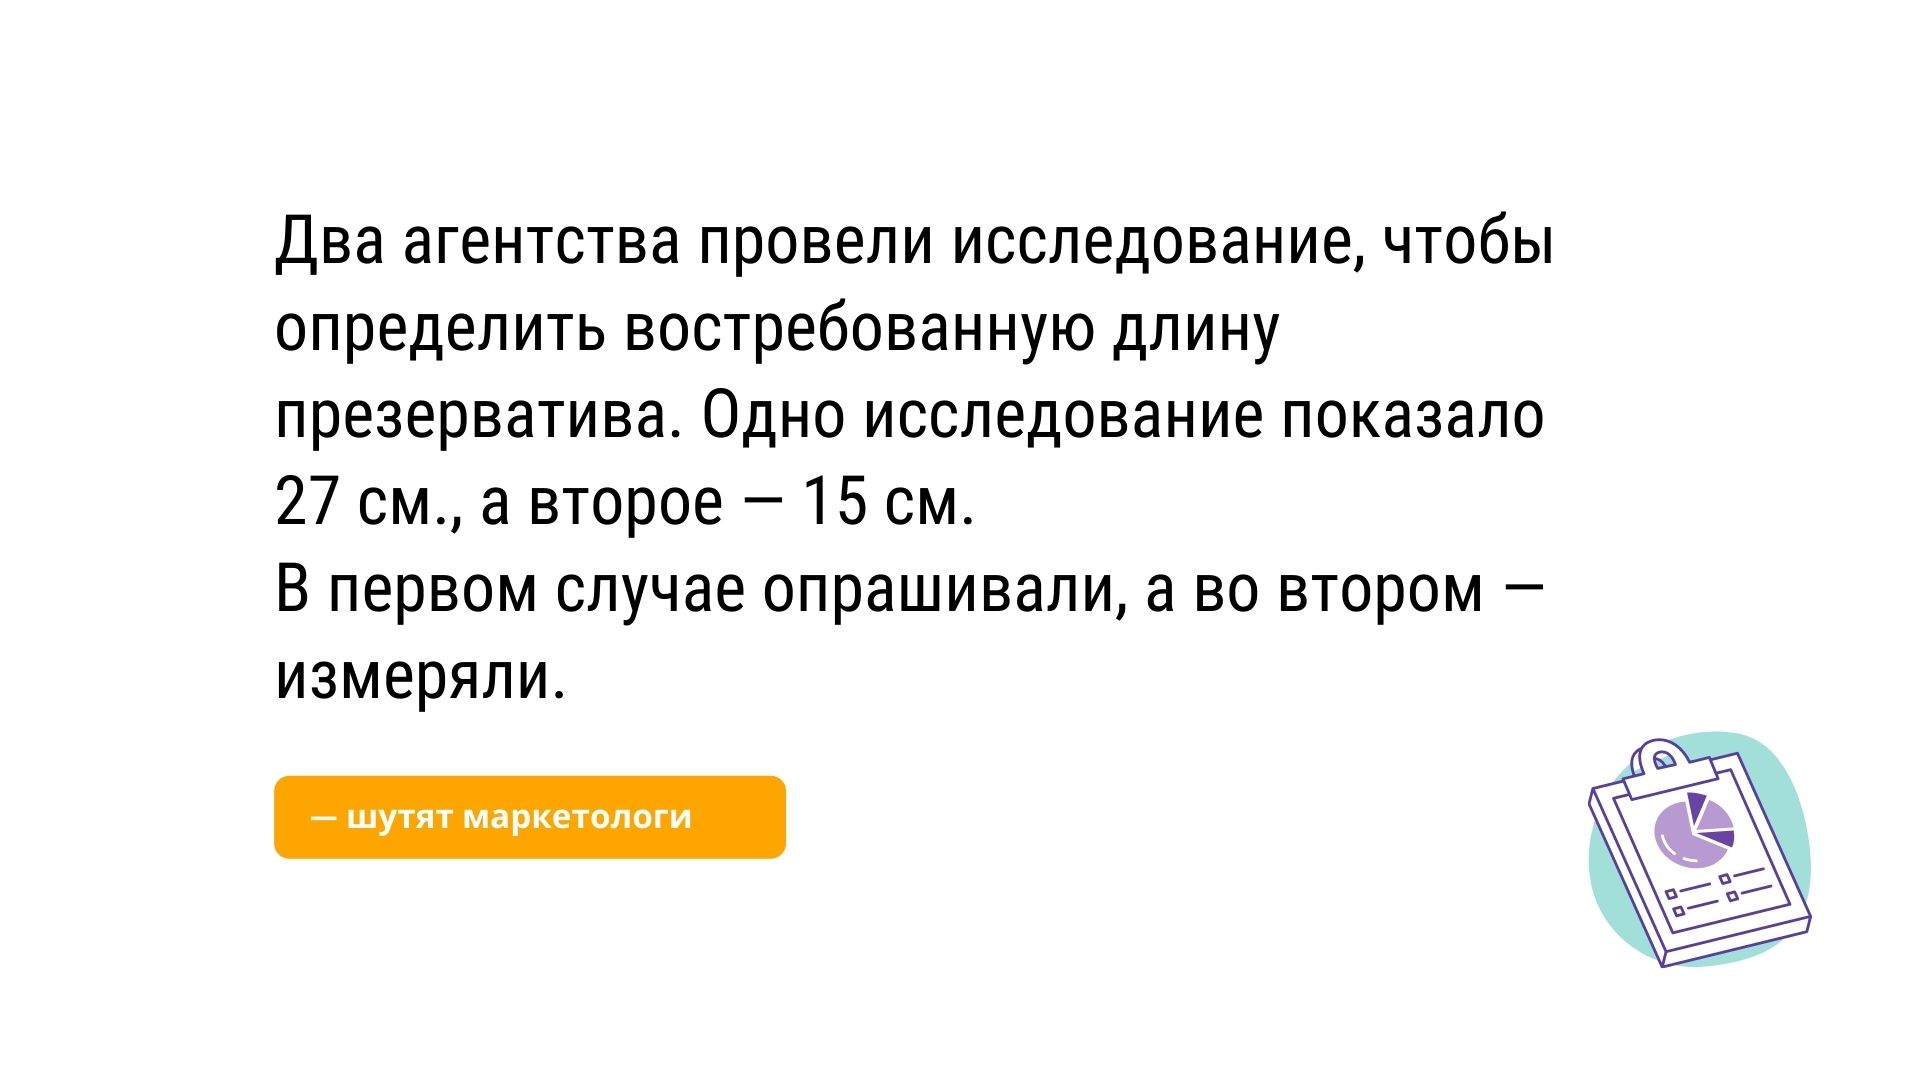 Два агентства провели исследование, чтобы
определить востребованную длину
презерватива. Одно исследование показало
27 см., а второе — 15 см.
В первом случае опрашивали, а во втором —
измеряли.
— шутят маркетологи